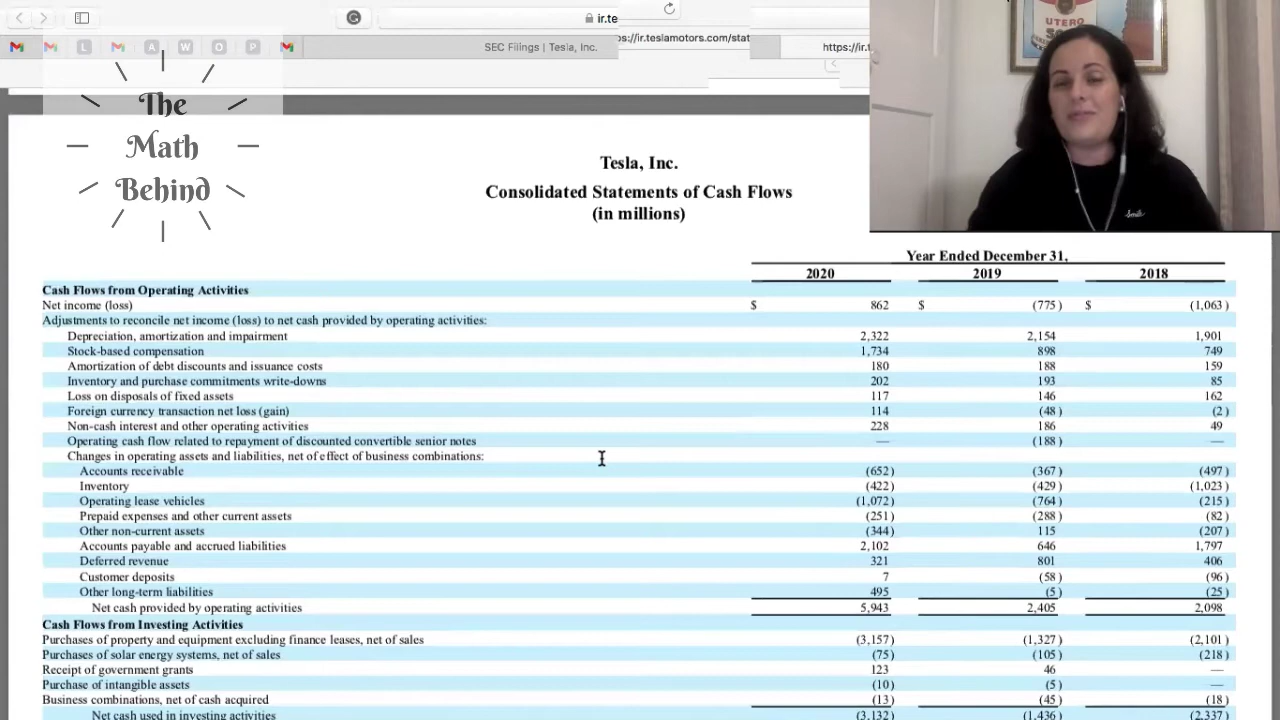 ir.te
os://ir.teslamotors.com/stat
L A W O P SEC Filings | Tesla, Inc. https://ir.t
The
Math
Behind
UTERO
Smile
Tesla, Inc.
Consolidated Statements of Cash Flows
(in millions)
Year Ended December 31,
2020 2019 2018
Cash Flows from Operating Activities
Net income (loss) $ 862 $ (775) $ (1,063)
Adjustments to reconcile net income (loss) to net cash provided by operating activities:
Depreciation, amortization and impairment 2,322 2,154 1,901
Stock-based compensation 1,734 898 749
Amortization of debt discounts and issuance costs 180 188 159
Inventory and purchase commitments write-downs 202 193 85
Loss on disposals of fixed assets 117 146 162
Foreign currency transaction net loss (gain) 114 (48) (2)
Non-cash interest and other operating activities 228 186 49
Operating cash flow related to repayment of discounted convertible senior notes — (188) —
Changes in operating assets and liabilities, net of effect of business combinations:
Accounts receivable (652) (367) (497)
Inventory (422) (429) (1,023)
Operating lease vehicles (1,072) (764) (215)
Prepaid expenses and other current assets (251) (288) (82)
Other non-current assets (344) 115 (207)
Accounts payable and accrued liabilities 2,102 646 1,797
Deferred revenue 321 801 406
Customer deposits 7 (58) (96)
Other long-term liabilities 495 (5) (25)
Net cash provided by operating activities 5,943 2,405 2,098
Cash Flows from Investing Activities
Purchases of property and equipment excluding finance leases, net of sales (3,157) (1,327) (2,101)
Purchases of solar energy systems, net of sales (75) (105) (218)
Receipt of government grants 123 46 —
Purchase of intangible assets (10) (5) —
Business combinations, net of cash acquired (13) (45) (18)
Net cash used in investing activities (3,132) (1,436) (2,337)